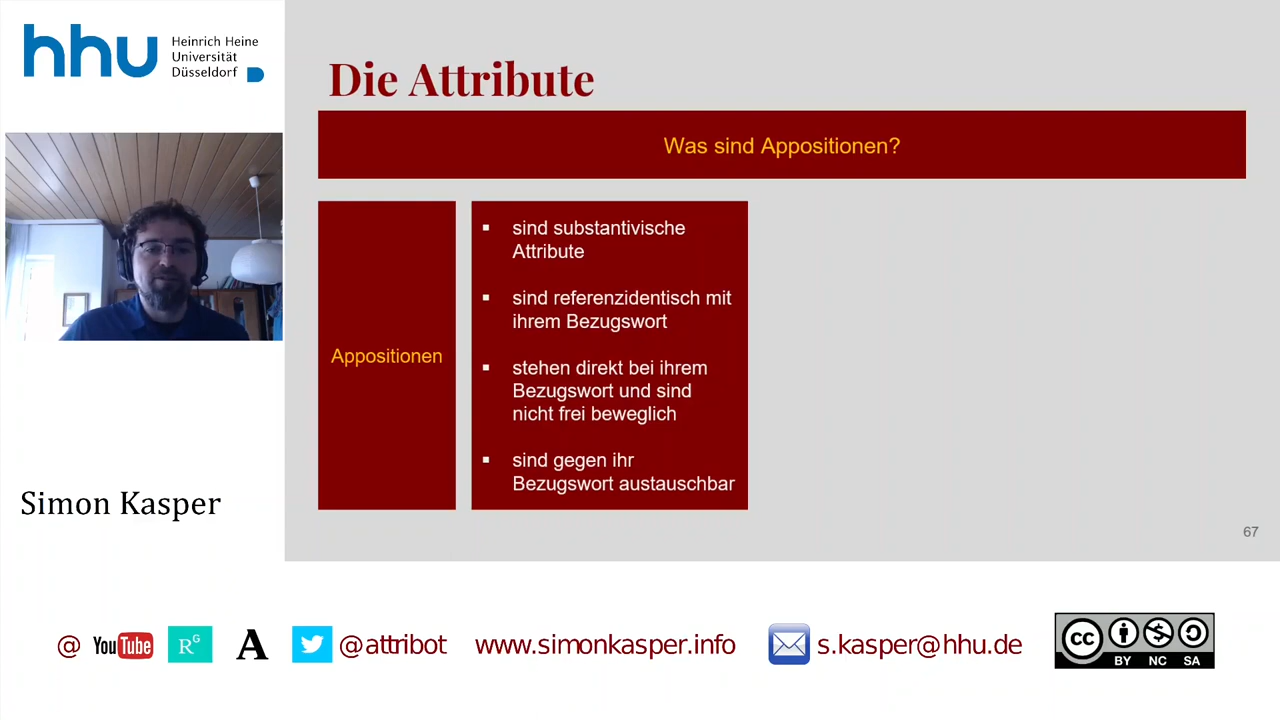 hhu
Heinrich Heine
Universität
Düsseldorf
Die Attribute
Was sind Appositionen?
Appositionen
▪ sind substantivische
Attribute
▪ sind referenzidentisch mit
ihrem Bezugswort
▪ stehen direkt bei ihrem
Bezugswort und sind
nicht frei beweglich
▪ sind gegen ihr
Bezugswort austauschbar
Simon Kasper
67
@ YouTube RG A @attribot www.simonkasper.info s.kasper@hhu.de
cc BY NC SA